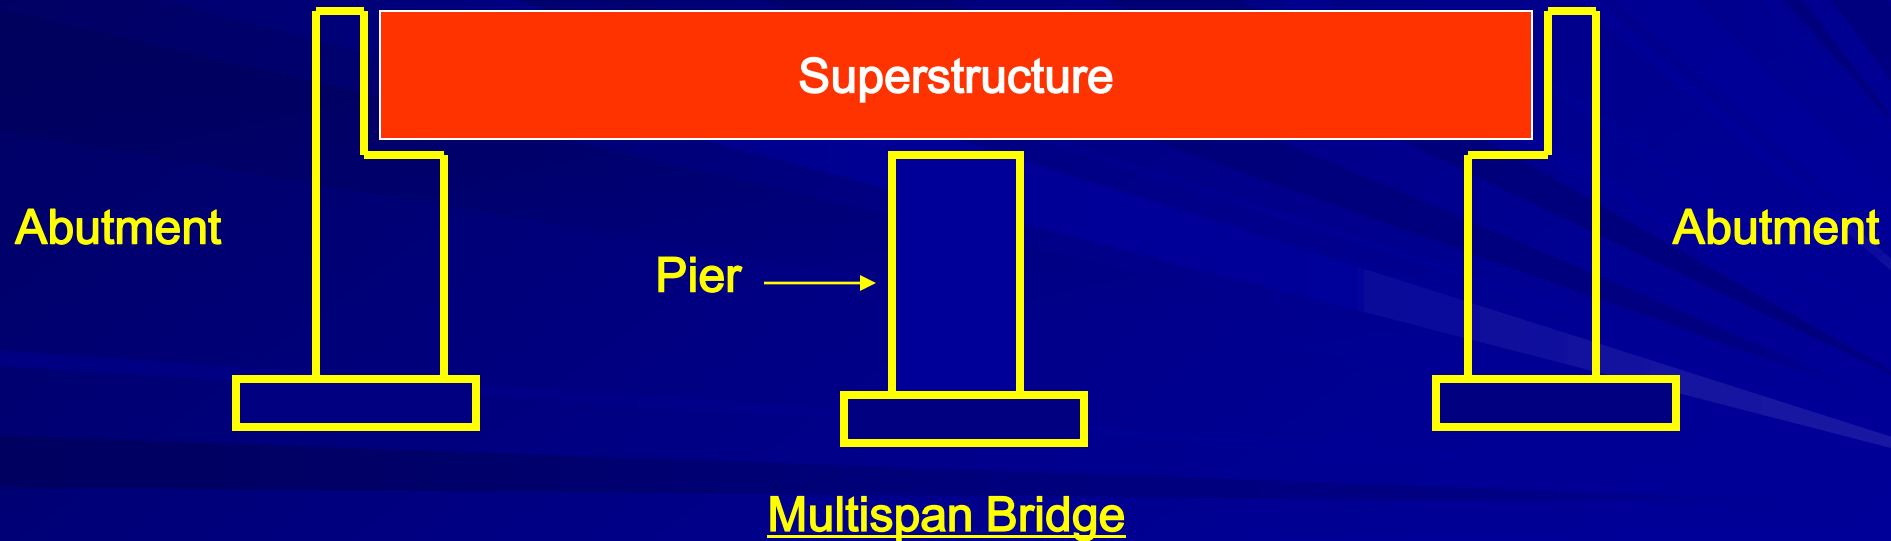 Superstructure
Abutment
Abutment
Pier
Multispan Bridge